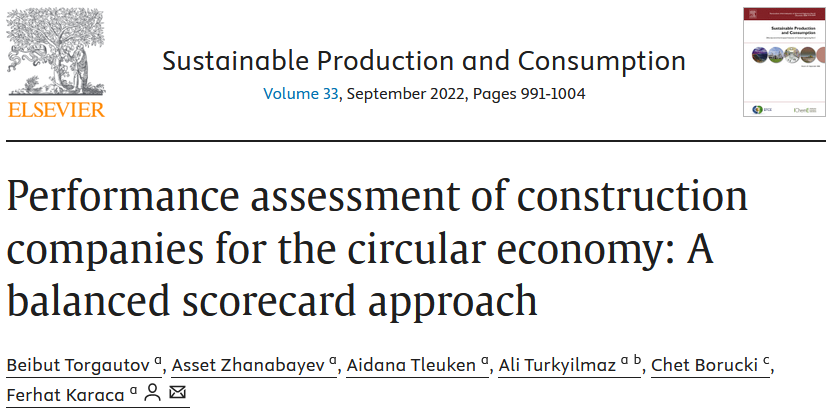 Sustainable Production and Consumption
Volume 33, September 2022, Pages 991-1004
ELSEVIER
Sustainable Production
and Consumption
IChemE
Performance assessment of construction
companies for the circular economy: A
balanced scorecard approach
Beibut Torgautov a, Asset Zhanabayev a, Aidana Tleuken a, Ali Turkyilmaz a b, Chet Borucki c,
Ferhat Karaca a